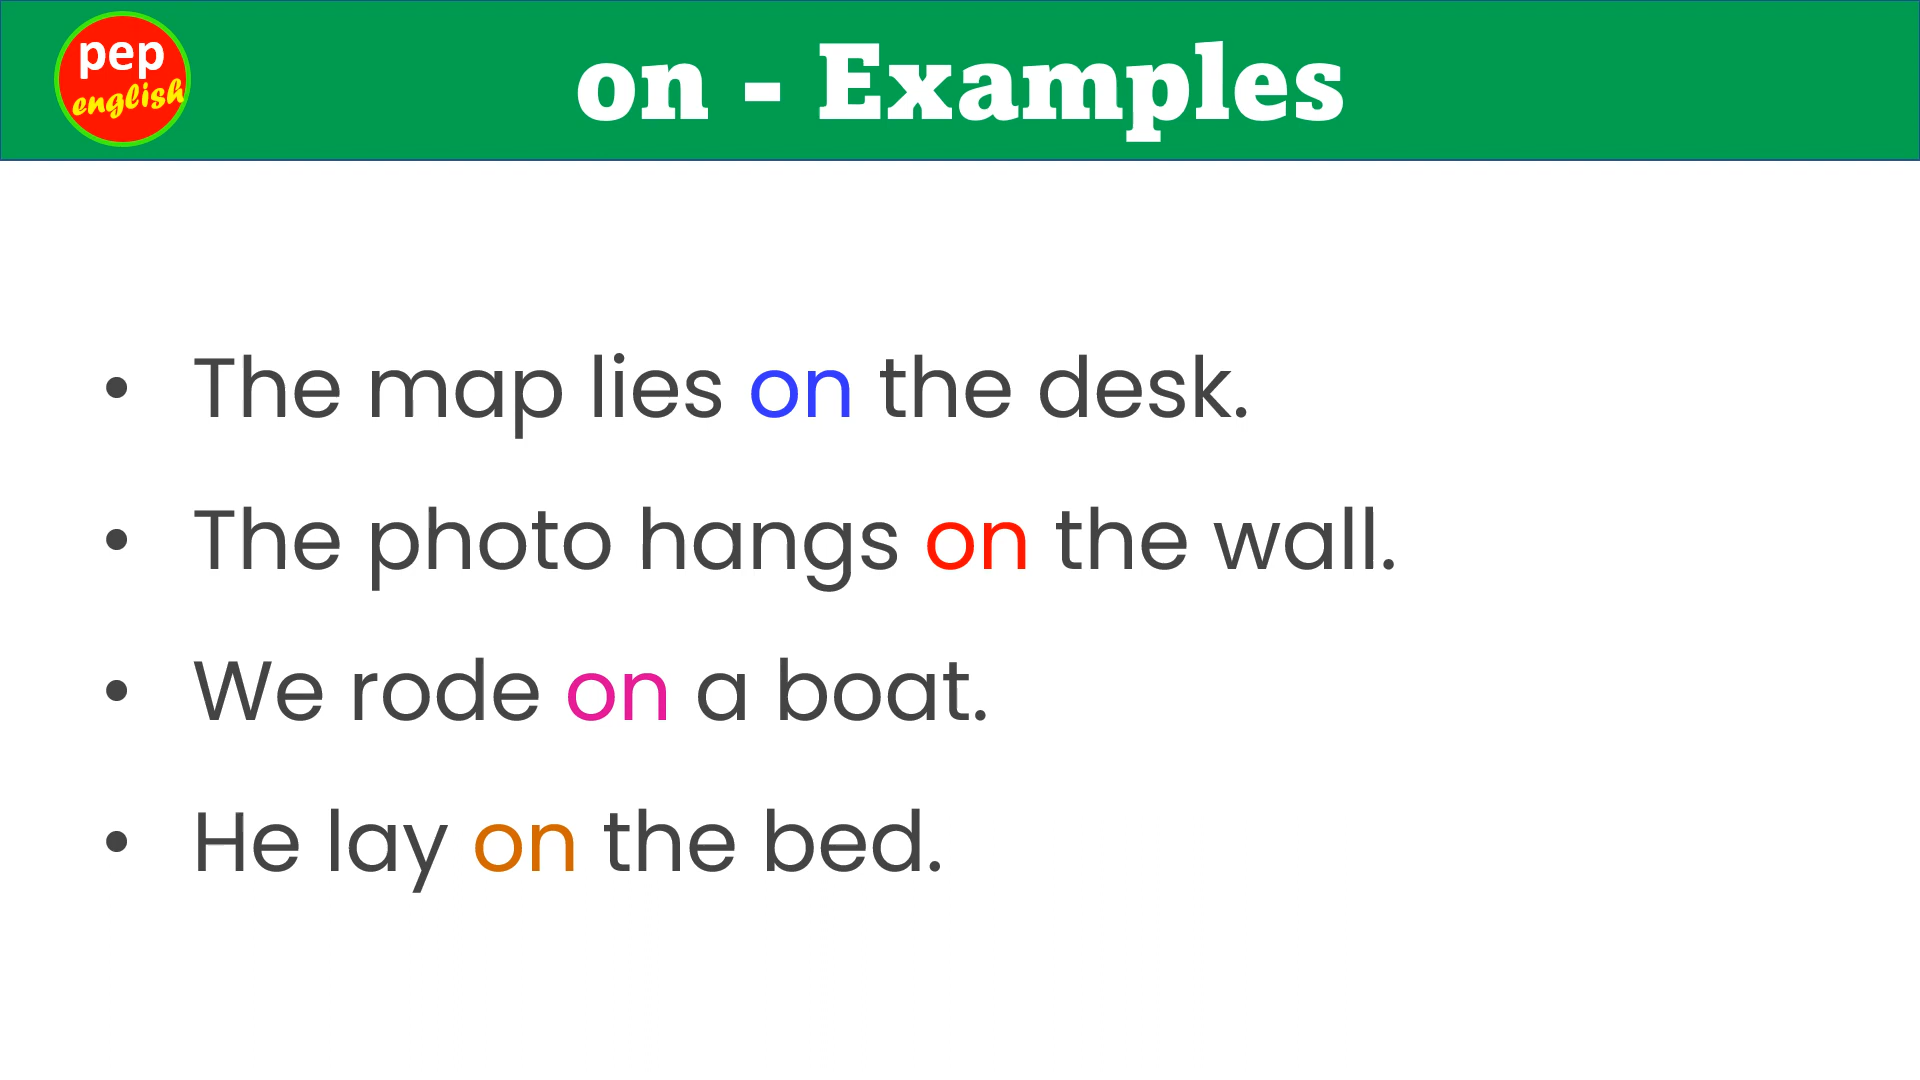 pep
english
on - Examples
• The map lies on the desk.
• The photo hangs on the wall.
• We rode on a boat.
• He lay on the bed.